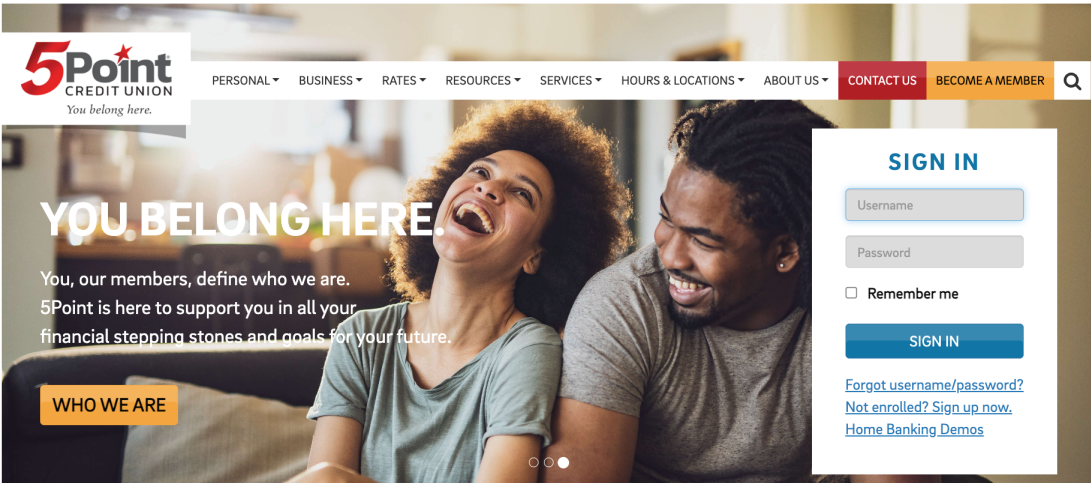 5Point
CREDIT UNION
You belong here.
PERSONAL BUSINESS RATES RESOURCES SERVICES HOURS & LOCATIONS ABOUT US CONTACT US BECOME A MEMBER
YOU BELONG HERE.
You, our members, define who we are.
5Point is here to support you in all your
financial stepping stones and goals for your future.
WHO WE ARE
SIGN IN
Username
Password
Remember me
SIGN IN
Forgot username/password?
Not enrolled? Sign up now.
Home Banking Demos